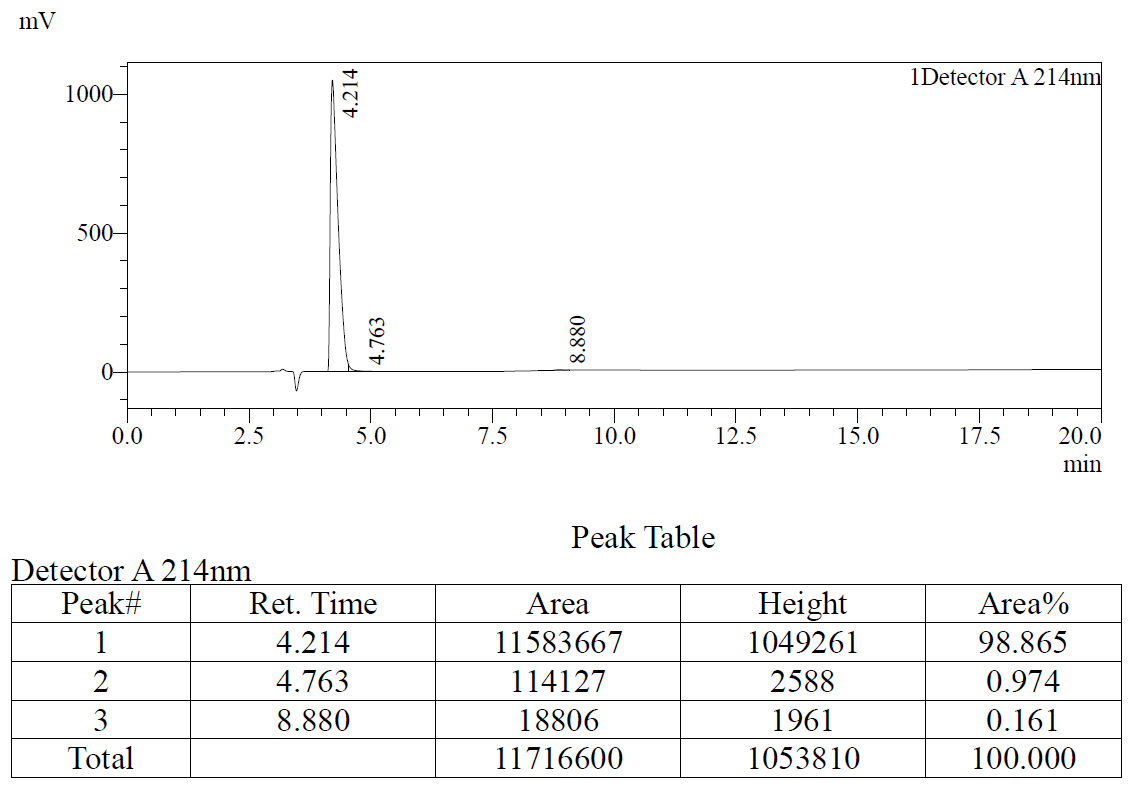 mV
1Detector A 214nm
1000
500
0
4.214
4.763
8.880
0.0 2.5 5.0 7.5 10.0 12.5 15.0 17.5 20.0
min
Peak Table
Detector A 214nm
Peak# Ret. Time Area Height Area%
1 4.214 11583667 1049261 98.865
2 4.763 114127 2588 0.974
3 8.880 18806 1961 0.161
Total 11716600 1053810 100.000